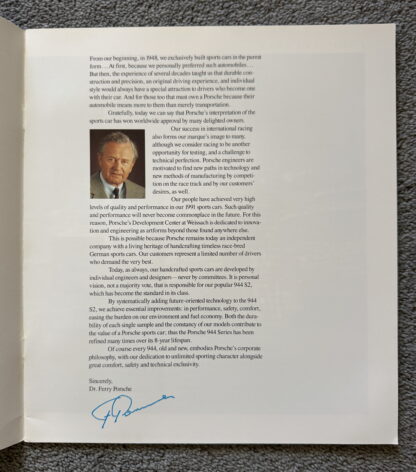 From our beginning, in 1948, we exclusively built sports cars in the purest
form… At first, because we personally preferred such automobiles…
But then, the experience of several decades taught us that durable con-
struction and precision, an original driving experience, and individual
style would always have a special attraction to drivers who become one
with their car. And for those too that must own a Porsche because their
automobile means more to them than merely transportation.
Gratefully, today we can say that Porsche's interpretation of the
sports car has won worldwide approval by many delighted owners.
Our success in international racing
also forms our marque's image to many,
although we consider racing to be another
opportunity for testing, and a challenge to
technical perfection. Porsche engineers are
motivated to find new paths in technology and
new methods of manufacturing by competi-
tion on the race track and by our customers'
desires, as well.
Our people have achieved very high
levels of quality and performance in our 1991 sports cars. Such quality
and performance will never become commonplace in the future. For this
reason, Porsche's Development Center at Weissach is dedicated to innova-
tion and engineering as artforms beyond those found anywhere else.
This is possible because Porsche remains today an independent
company with a living heritage of handcrafting timeless race-bred
German sports cars. Our customers represent a limited number of drivers
who demand the very best.
Today, as always, our handcrafted sports cars are developed by
individual engineers and designers—never by committees. It is personal
vision, not a majority vote, that is responsible for our popular 944 S2,
which has become the standard in its class.
By systematically adding future-oriented technology to the 944
S2, we achieve essential improvements: in performance, safety, comfort,
easing the burden on our environment and fuel economy. Both the dura-
bility of each single sample and the constancy of our models contribute to
the value of a Porsche sports car; thus the Porsche 944 Series has been
refined many times over its 8-year lifespan.
Of course every 944, old and new, embodies Porsche's corporate
philosophy, with our dedication to unlimited sporting character alongside
great comfort, safety and technical exclusivity.
Sincerely,
Dr. Ferry Porsche